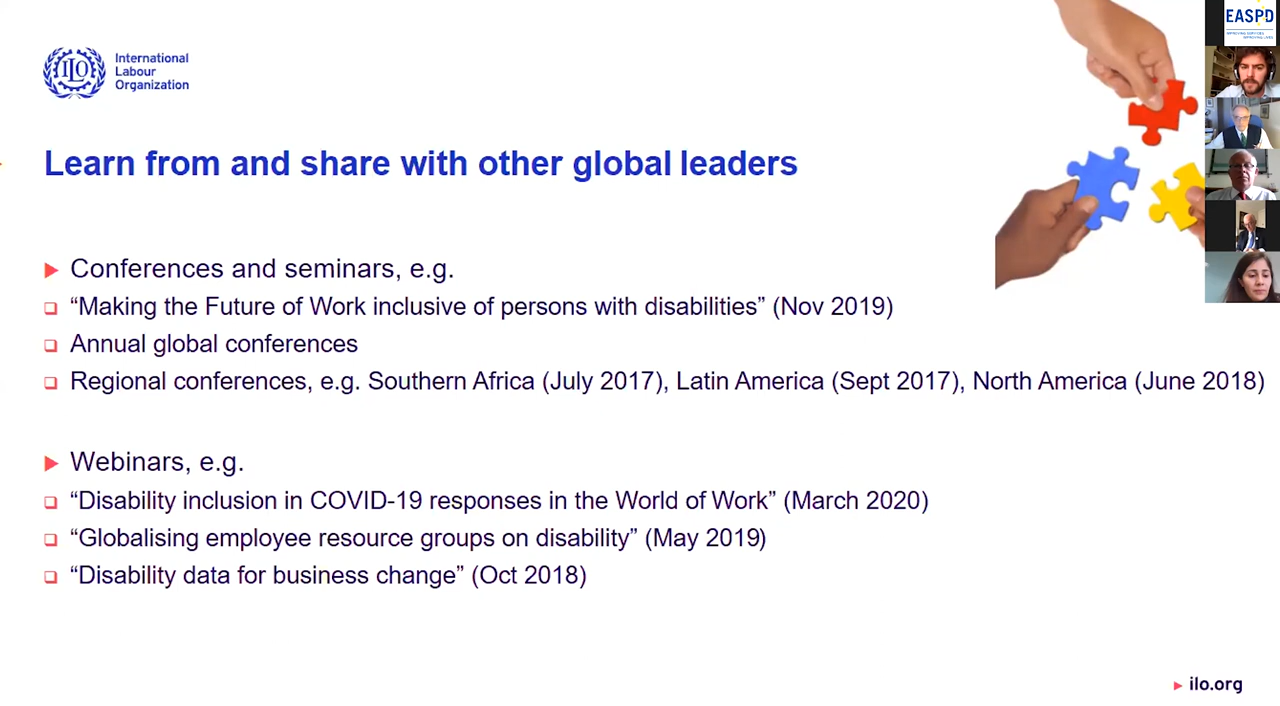 International
Labour
Organization
ILO
EASPD
Learn from and share with other global leaders
Conferences and seminars, e.g.
“Making the Future of Work inclusive of persons with disabilities” (Nov 2019)
Annual global conferences
Regional conferences, e.g. Southern Africa (July 2017), Latin America (Sept 2017), North America (June 2018)
Webinars, e.g.
“Disability inclusion in COVID-19 responses in the World of Work” (March 2020)
“Globalising employee resource groups on disability” (May 2019)
“Disability data for business change” (Oct 2018)
ilo.org